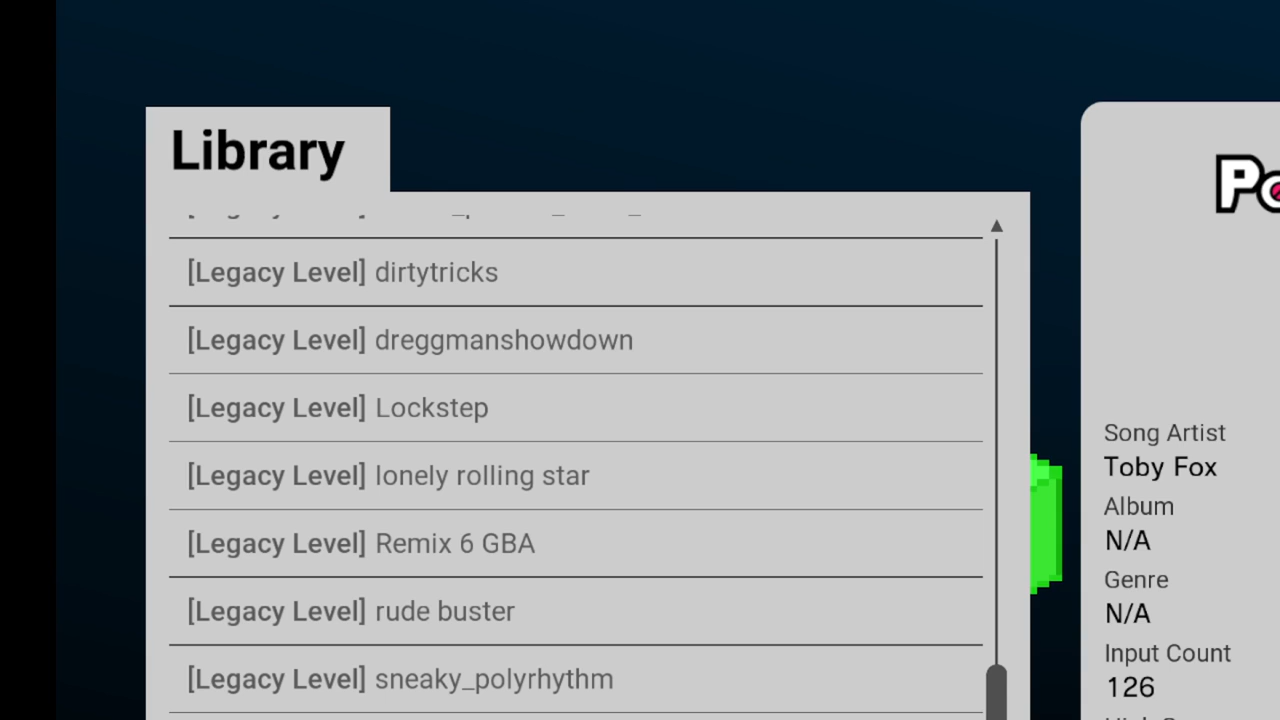 Library
[Legacy Level] dirtytricks
[Legacy Level] dreggmanshowdown
[Legacy Level] Lockstep
[Legacy Level] lonely rolling star
[Legacy Level] Remix 6 GBA
[Legacy Level] rude buster
[Legacy Level] sneaky_polyrhythm
Song Artist
Toby Fox
Album
N/A
Genre
N/A
Input Count
126